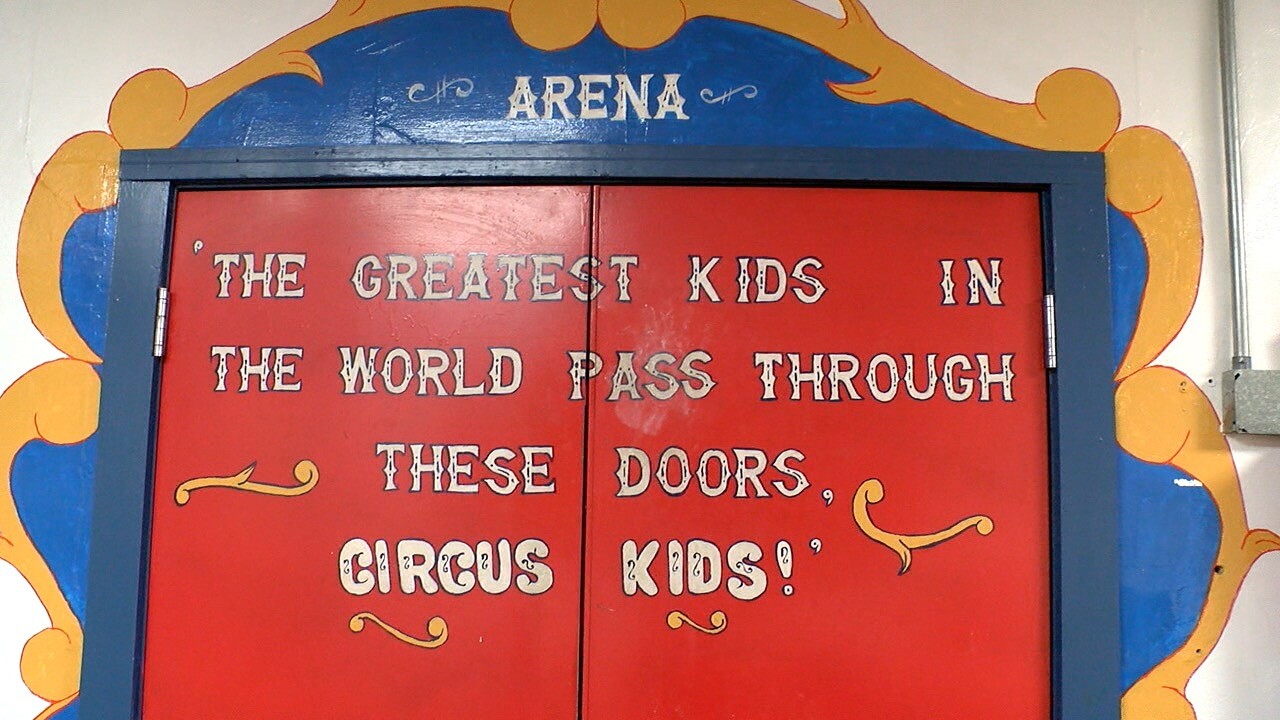 ARENA
'THE GREATEST KIDS IN
THE WORLD PASS THROUGH
THESE DOORS,
CIRCUS KIDS!'